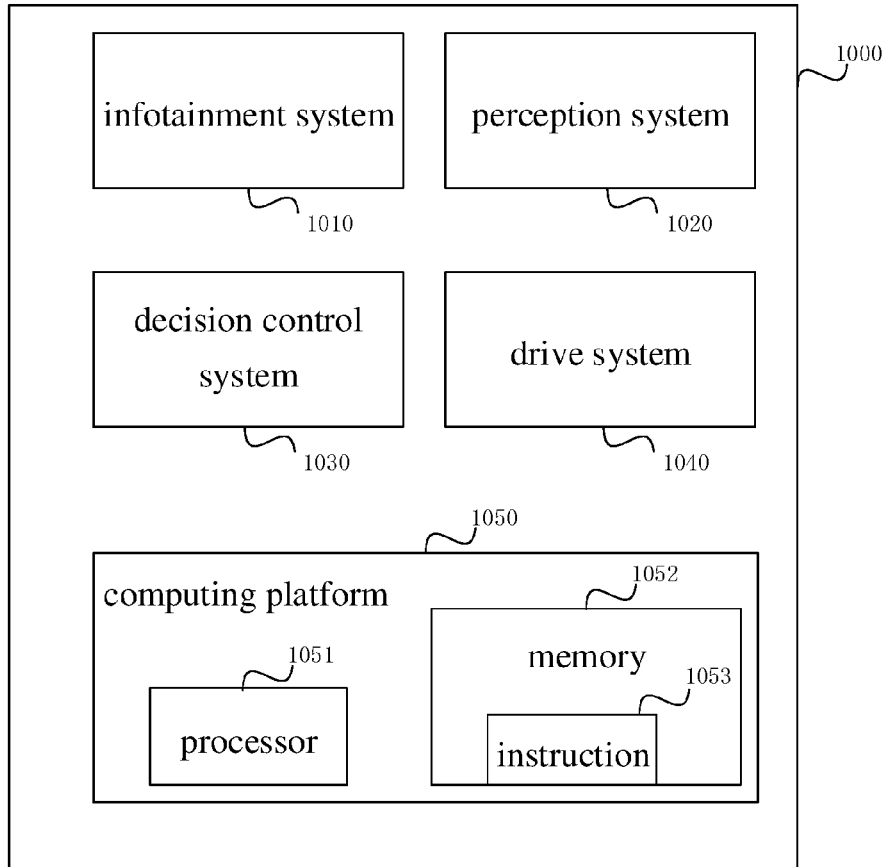 1000
infotainment system
1010
perception system
1020
decision control
system
1030
drive system
1040
1050
computing platform
1051
processor
1052
memory
1053
instruction